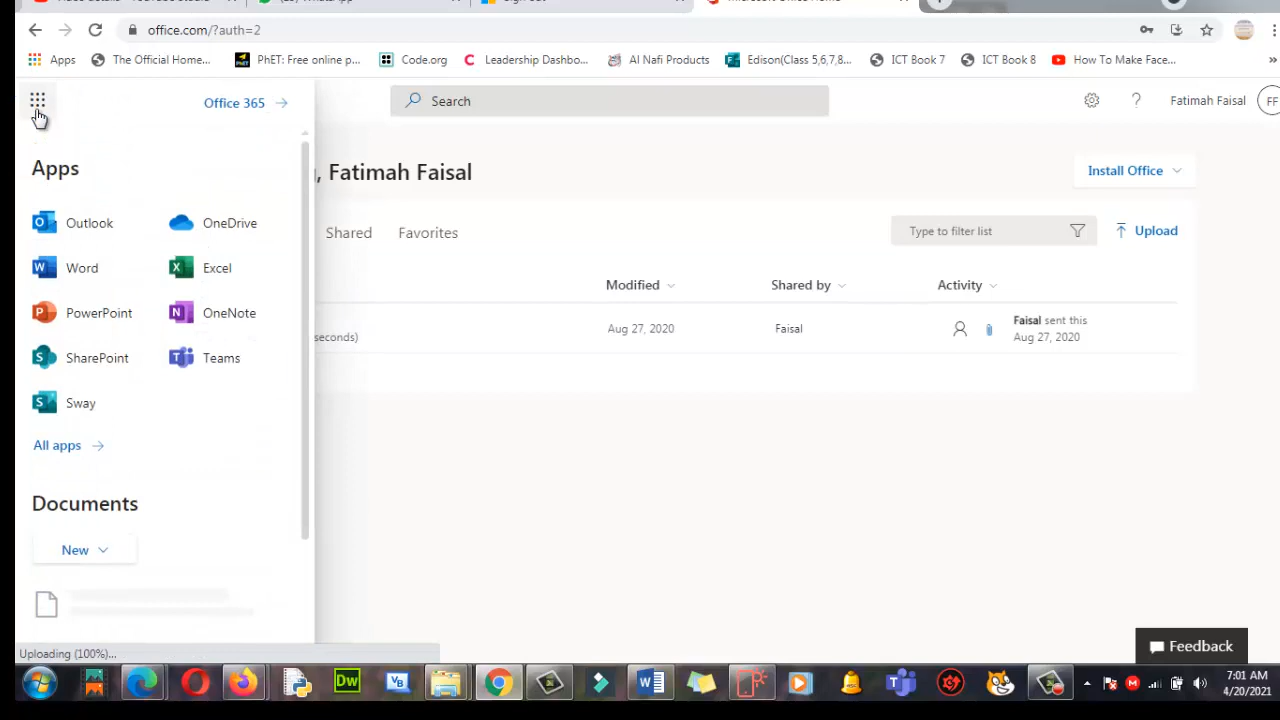 office.com/?auth=2
Apps The Official Home... PhET: Free online p... Code.org Leadership Dashbo... Al Nafi Products Edison(Class 5,6,7,8... ICT Book 7 ICT Book 8 How To Make Face... »
Office 365 → Search ? Fatimah Faisal FF
Apps
, Fatimah Faisal Install Office
Outlook OneDrive
Shared Favorites Type to filter list Upload
Word Excel
Modified Shared by Activity
PowerPoint OneNote
seconds) Aug 27, 2020 Faisal Faisal sent this
Aug 27, 2020
SharePoint Teams
Sway
All apps →
Documents
New
Uploading (100%)...
Feedback
Dw VB
7:01 AM
4/20/2021